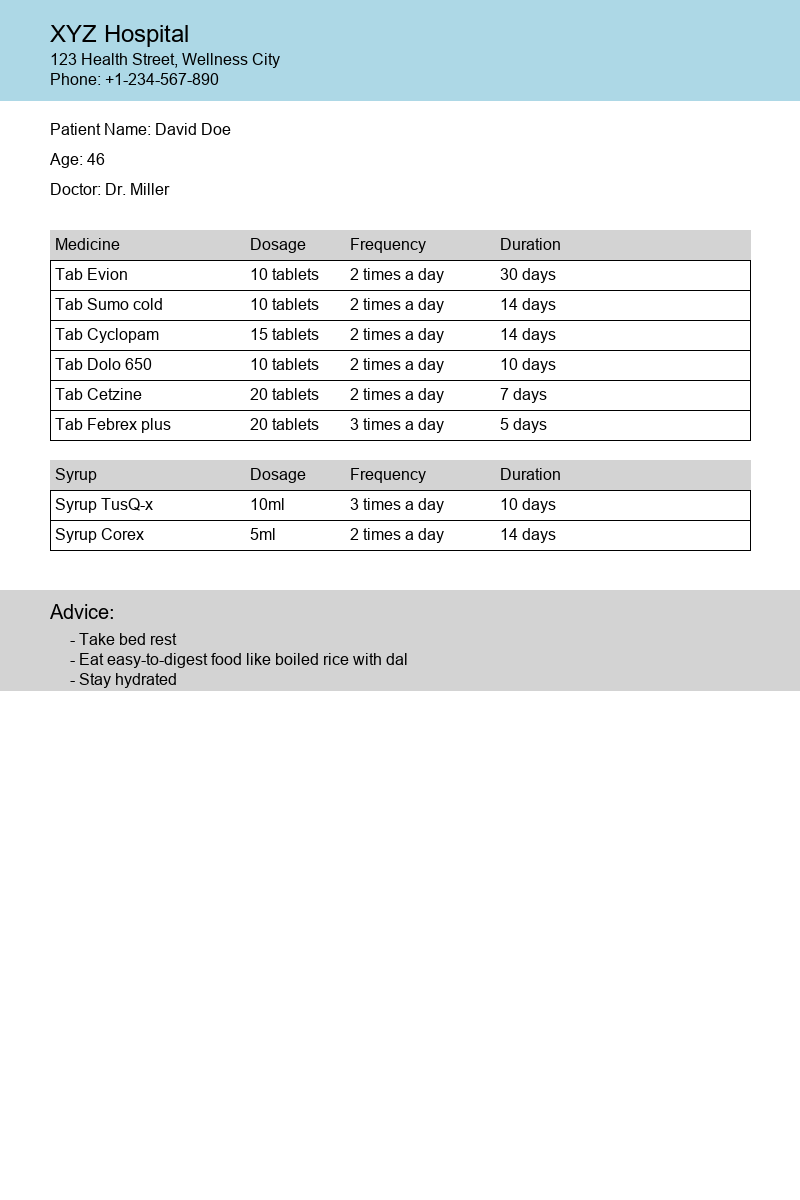 XYZ Hospital
123 Health Street, Wellness City
Phone: +1-234-567-890
Patient Name: David Doe
Age: 46
Doctor: Dr. Miller
Medicine Dosage Frequency Duration
Tab Evion 10 tablets 2 times a day 30 days
Tab Sumo cold 10 tablets 2 times a day 14 days
Tab Cyclopam 15 tablets 2 times a day 14 days
Tab Dolo 650 10 tablets 2 times a day 10 days
Tab Cetzine 20 tablets 2 times a day 7 days
Tab Febrex plus 20 tablets 3 times a day 5 days
Syrup Dosage Frequency Duration
Syrup TusQ-x 10ml 3 times a day 10 days
Syrup Corex 5ml 2 times a day 14 days
Advice:
- Take bed rest
- Eat easy-to-digest food like boiled rice with dal
- Stay hydrated